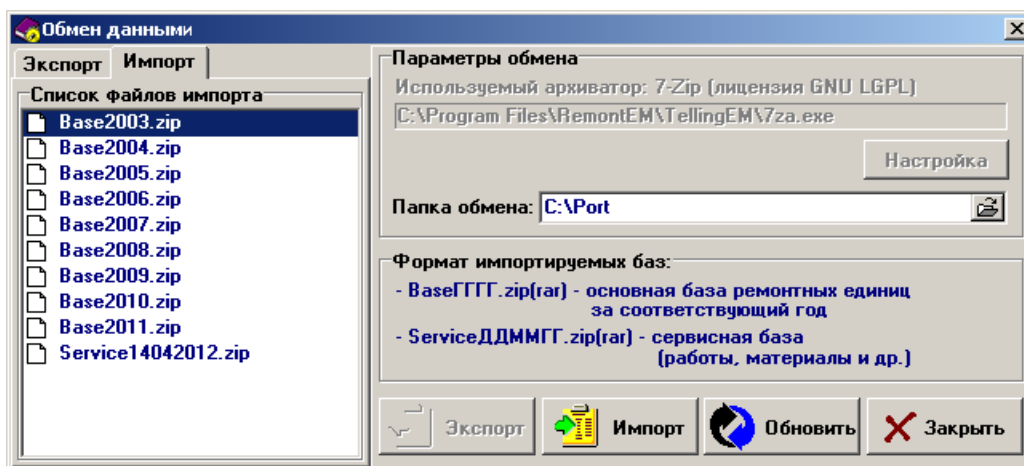 Обмен данными
Экспорт
Импорт
Список файлов импорта
Base2003.zip
Base2004.zip
Base2005.zip
Base2006.zip
Base2007.zip
Base2008.zip
Base2009.zip
Base2010.zip
Base2011.zip
Service14042012.zip
Параметры обмена
Используемый архиватор: 7-Zip (лицензия GNU LGPL)
C:\Program Files\RemontEM\TellingEM\7za.exe
Настройка
Папка обмена: C:\Port
Формат импортируемых баз:
- BaseГГГГ.zip(rar) - основная база ремонтных единиц
за соответствующий год
- ServiceДДММГГ.zip(rar) - сервисная база
(работы, материалы и др.)
Экспорт
Импорт
Обновить
Закрыть